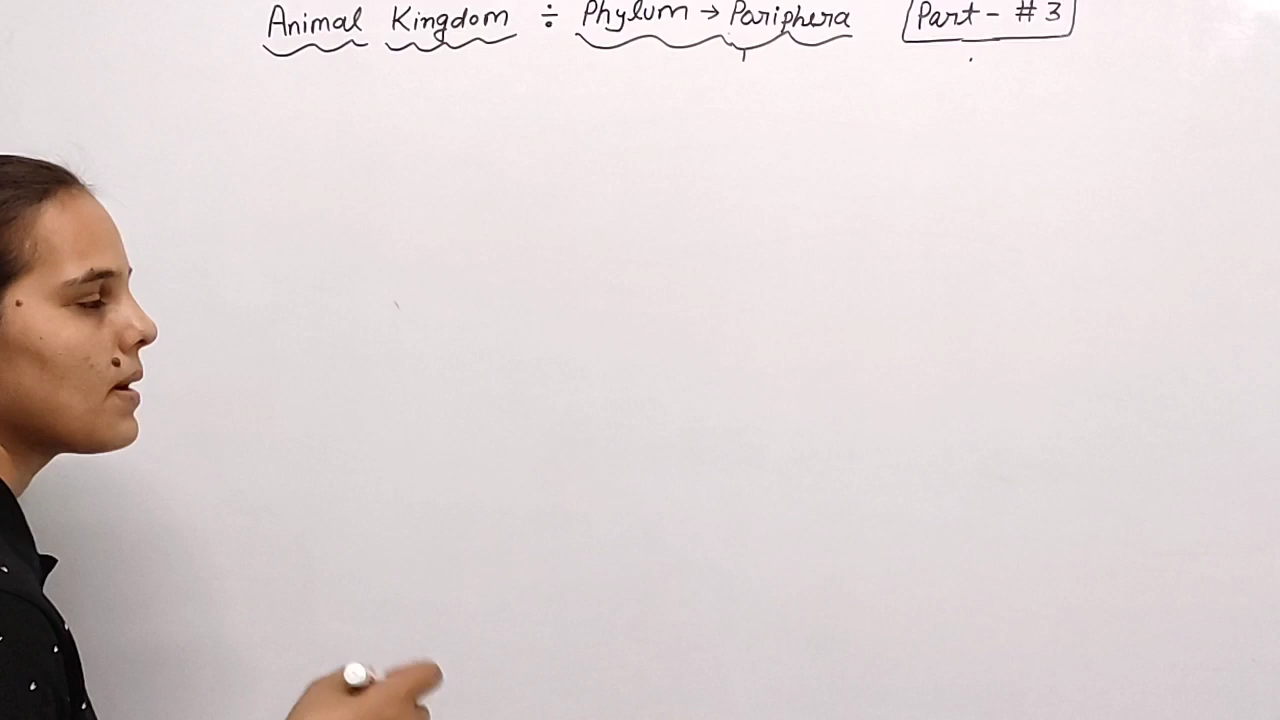 Animal Kingdom ÷ Phylum → Pariphera Part - # 3